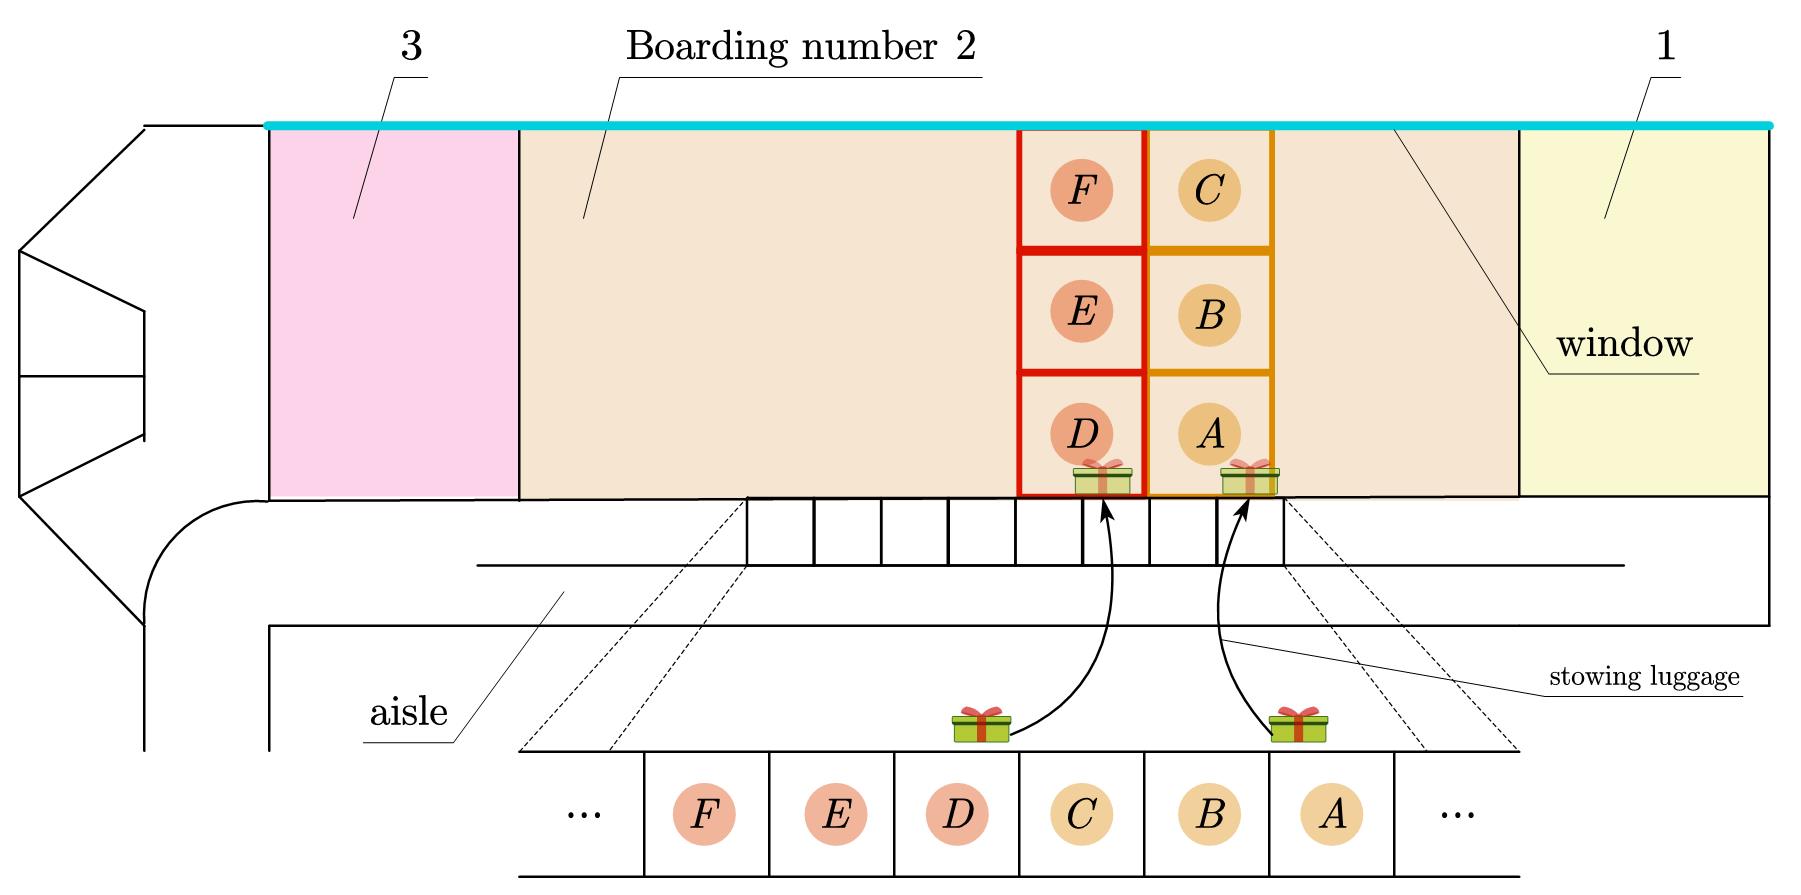 3
Boarding number 2
1
F
C
E
B
window
D
A
stowing luggage
aisle
... F E D C B A ...